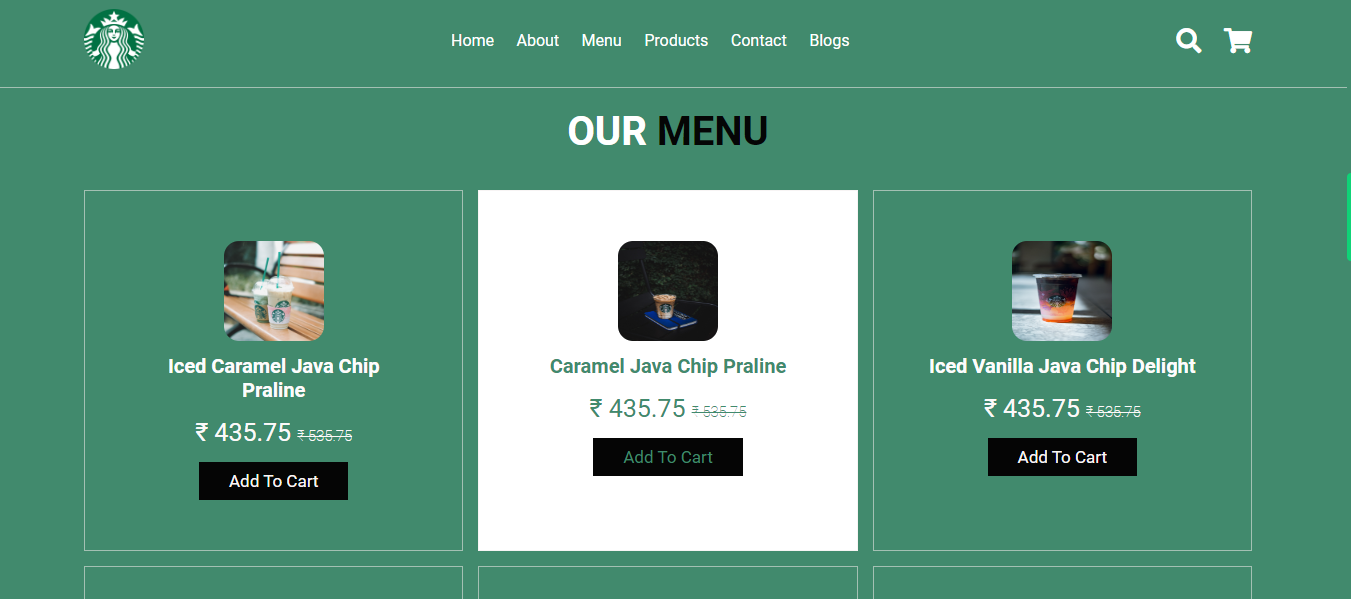 Home About Menu Products Contact Blogs
OUR MENU
Iced Caramel Java Chip
Praline
₹ 435.75 ₹ 535.75
Add To Cart
Caramel Java Chip Praline
₹ 435.75 ₹ 535.75
Add To Cart
Iced Vanilla Java Chip Delight
₹ 435.75 ₹ 535.75
Add To Cart